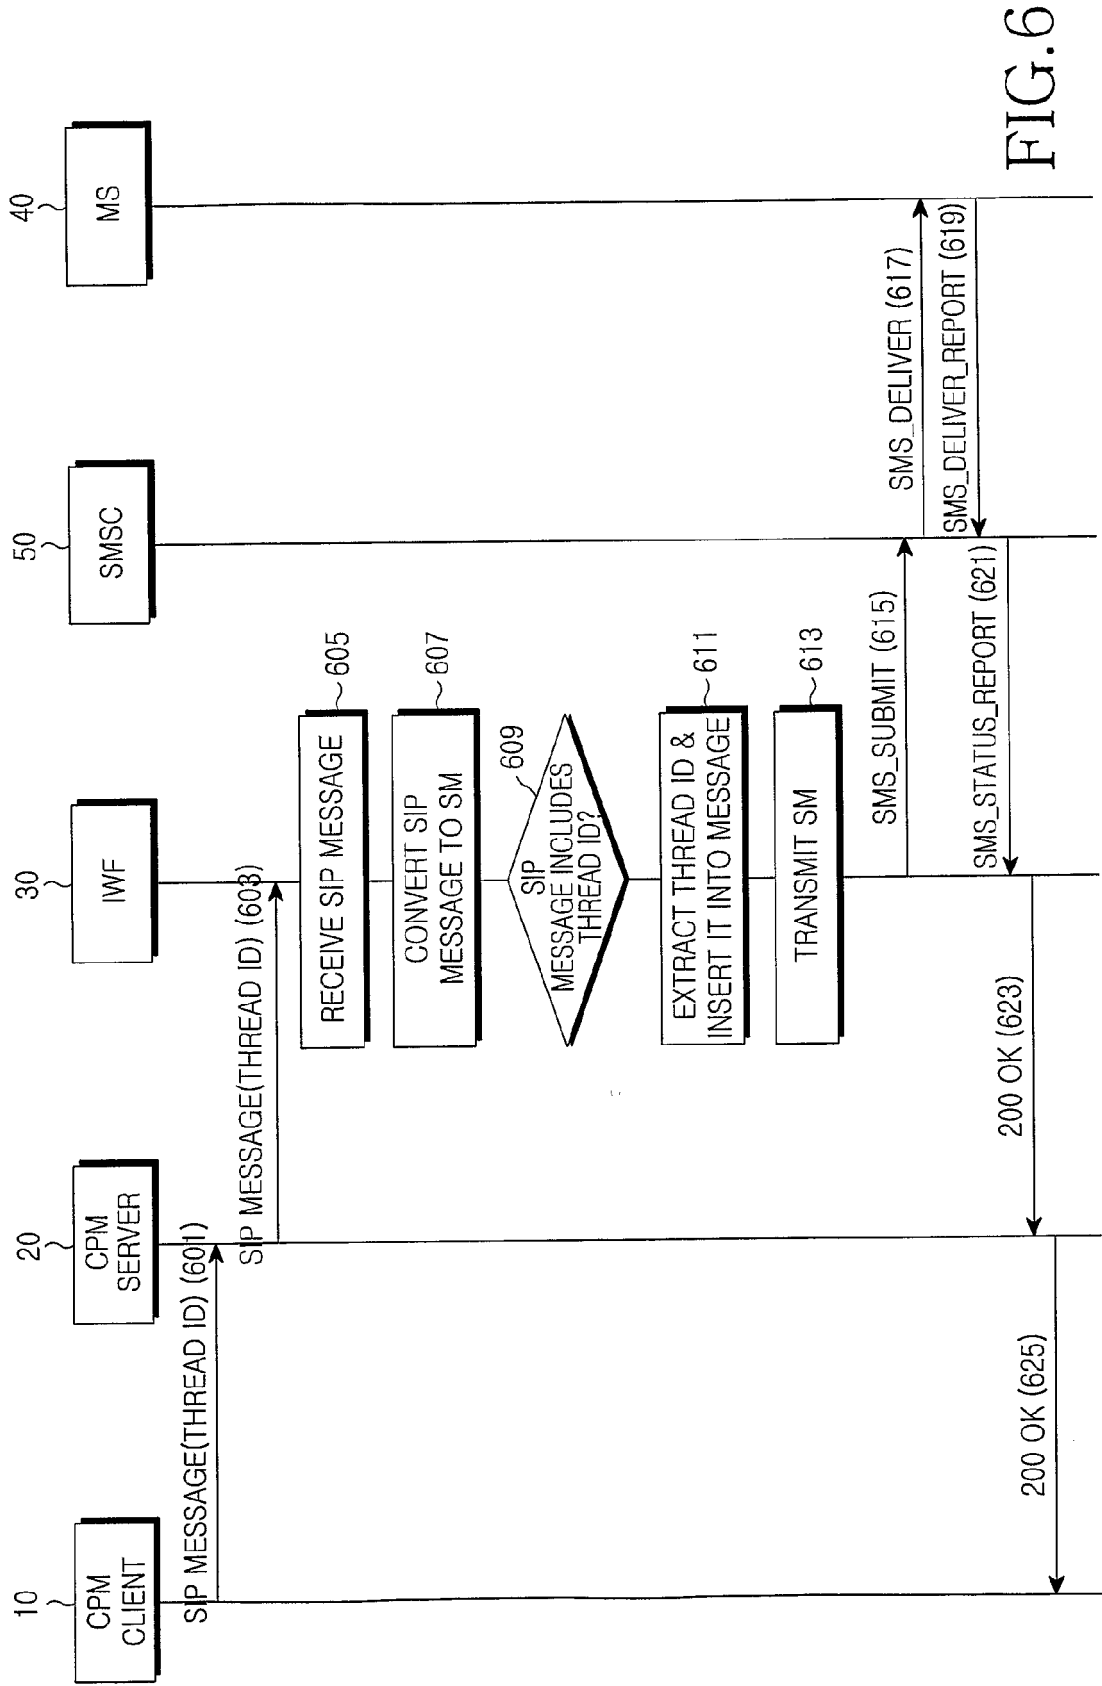 10
CPM
CLIENT
20
CPM
SERVER
30
IWF
50
SMSC
40
MS
SIP MESSAGE(THREAD ID) (601)
SIP MESSAGE(THREAD ID) (603)
RECEIVE SIP MESSAGE
605
CONVERT SIP
MESSAGE TO SM
607
SIP
MESSAGE INCLUDES
THREAD ID?
609
EXTRACT THREAD ID &
INSERT IT INTO MESSAGE
611
TRANSMIT SM
613
SMS_SUBMIT (615)
SMS_DELIVER (617)
SMS_DELIVER_REPORT (619)
SMS_STATUS_REPORT (621)
200 OK (623)
200 OK (625)
FIG.6